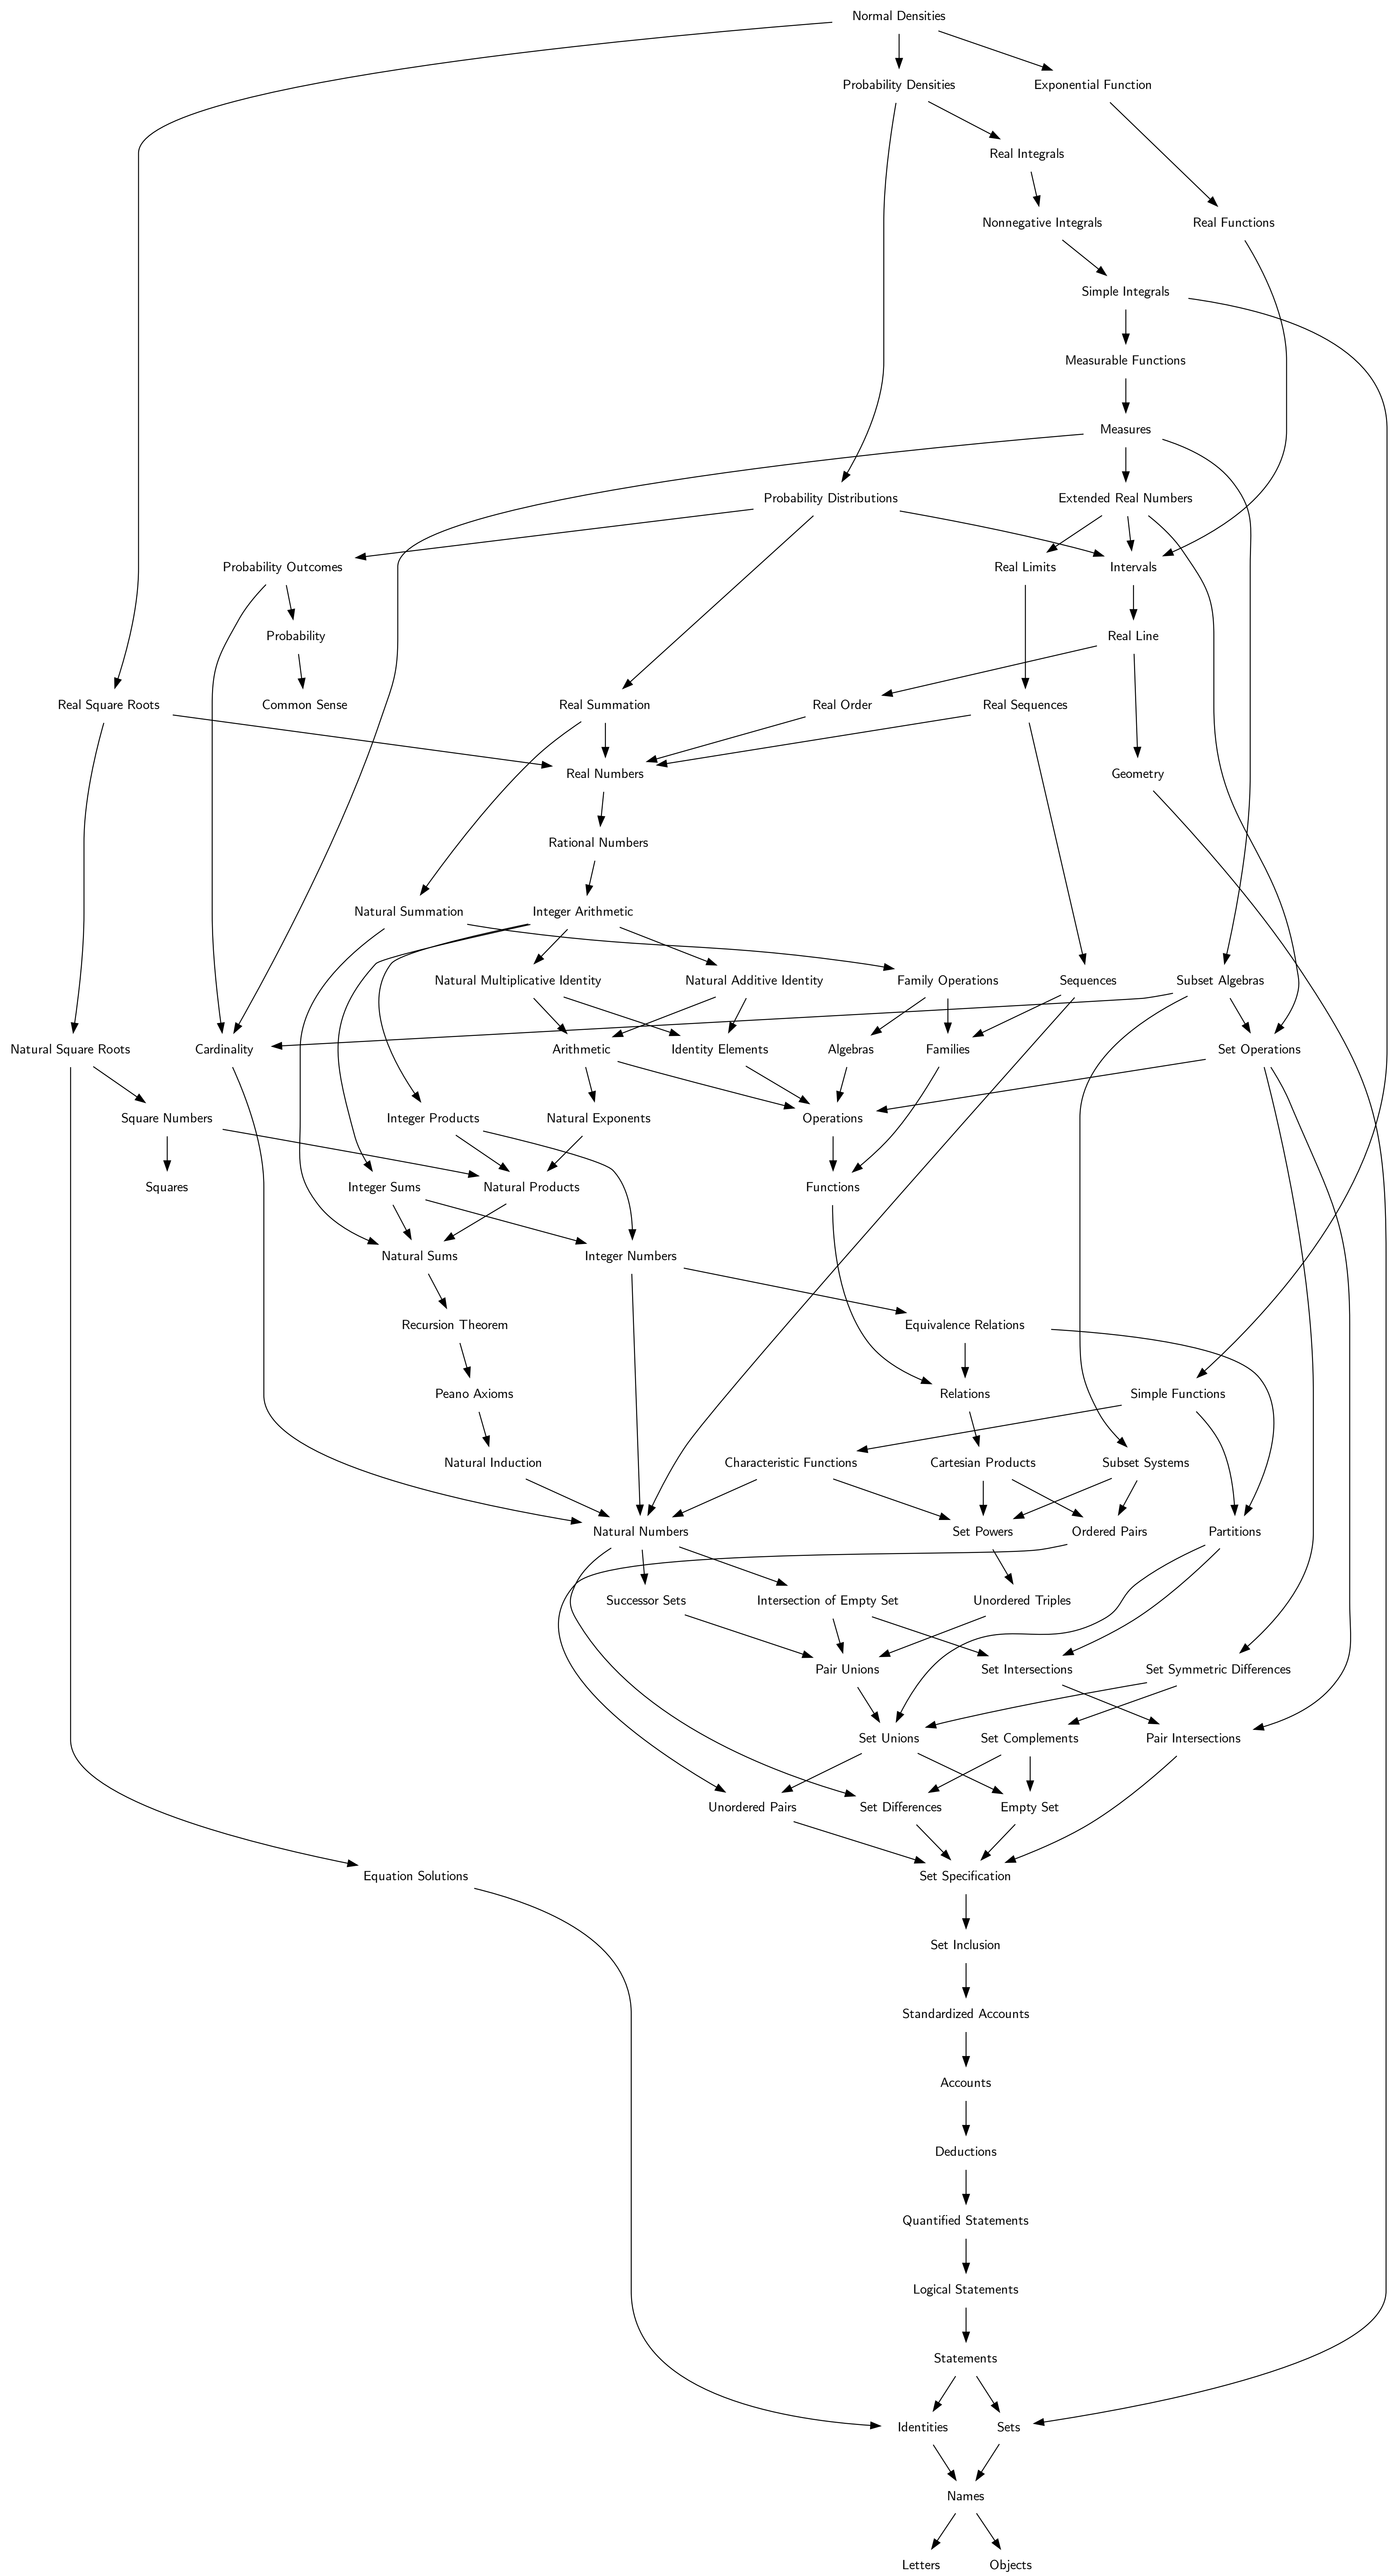 Normal Densities
Probability Densities
Exponential Function
Real Integrals
Nonnegative Integrals
Real Functions
Simple Integrals
Measurable Functions
Measures
Probability Distributions
Extended Real Numbers
Probability Outcomes
Real Limits
Intervals
Probability
Real Line
Real Square Roots
Common Sense
Real Summation
Real Order
Real Sequences
Real Numbers
Geometry
Rational Numbers
Natural Summation
Integer Arithmetic
Natural Multiplicative Identity
Natural Additive Identity
Family Operations
Sequences
Subset Algebras
Natural Square Roots
Cardinality
Arithmetic
Identity Elements
Algebras
Families
Set Operations
Square Numbers
Integer Products
Natural Exponents
Operations
Squares
Integer Sums
Natural Products
Functions
Natural Sums
Integer Numbers
Recursion Theorem
Equivalence Relations
Peano Axioms
Relations
Simple Functions
Natural Induction
Characteristic Functions
Cartesian Products
Subset Systems
Natural Numbers
Set Powers
Ordered Pairs
Partitions
Successor Sets
Intersection of Empty Set
Unordered Triples
Pair Unions
Set Intersections
Set Symmetric Differences
Set Unions
Set Complements
Pair Intersections
Unordered Pairs
Set Differences
Empty Set
Equation Solutions
Set Specification
Set Inclusion
Standardized Accounts
Accounts
Deductions
Quantified Statements
Logical Statements
Statements
Identities
Sets
Names
Letters
Objects